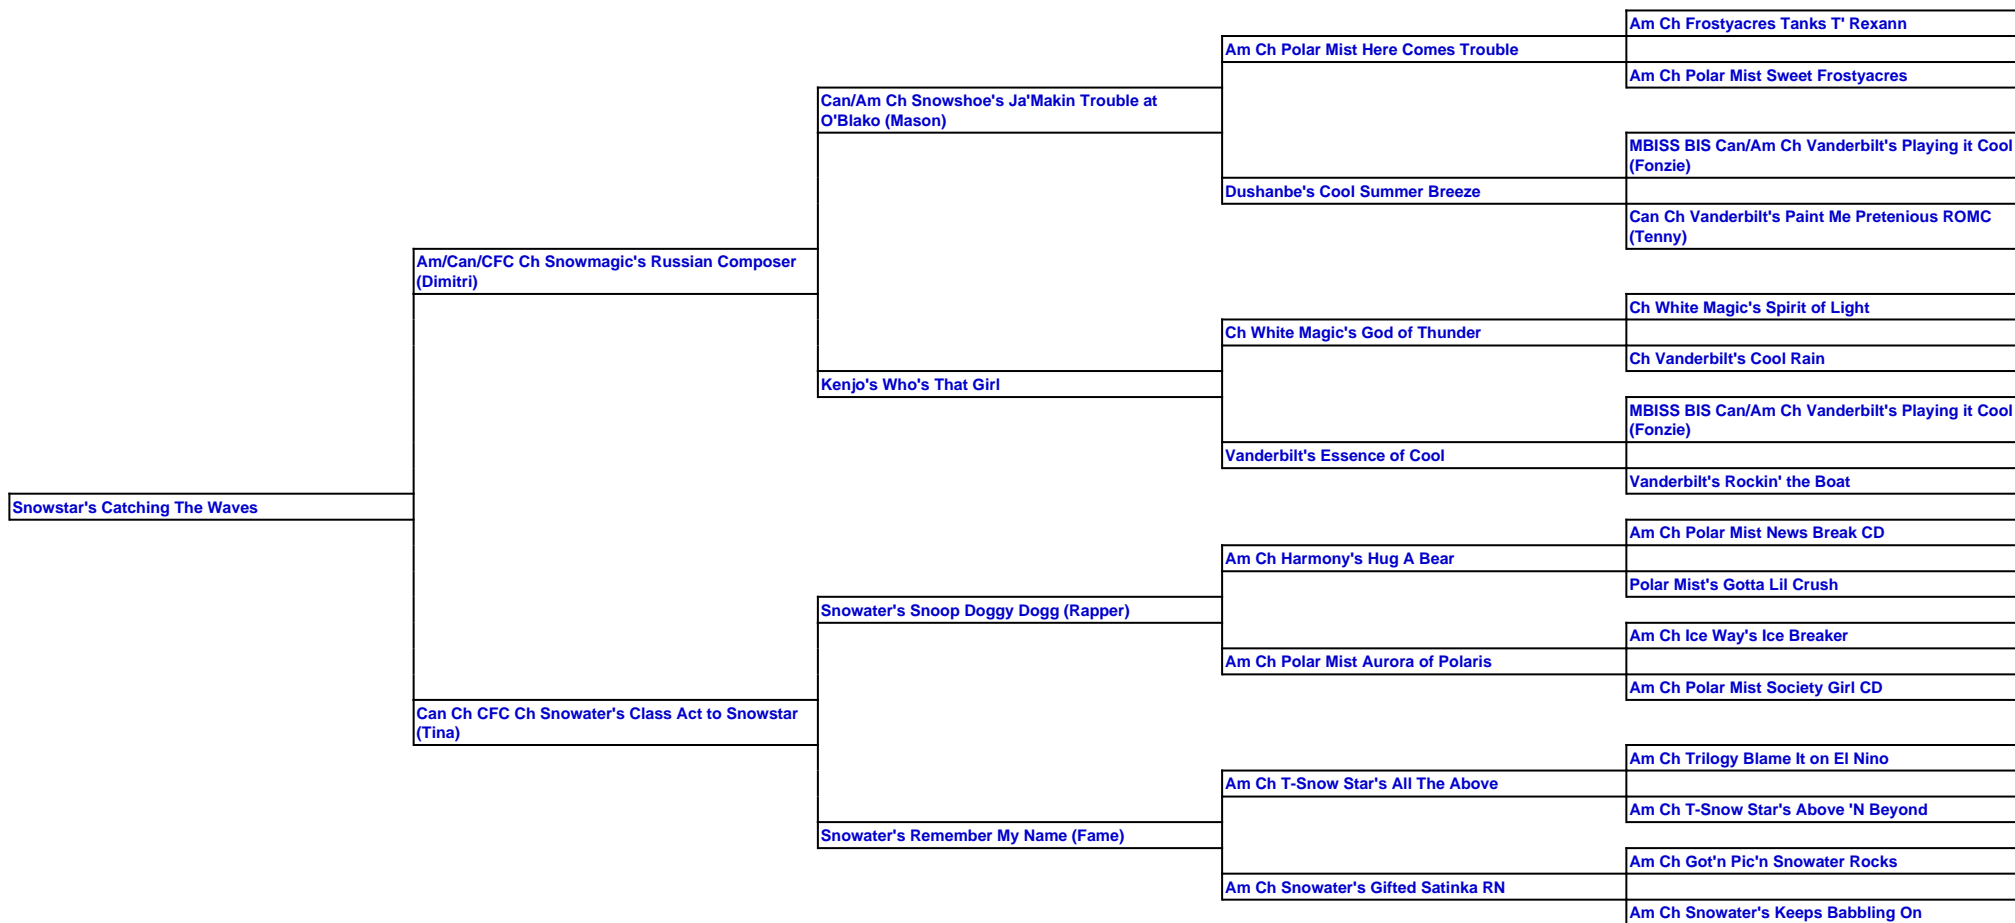 Am Ch Frostyacres Tanks T' Rexann
Am Ch Polar Mist Here Comes Trouble
Am Ch Polar Mist Sweet Frostyacres
Can/Am Ch Snowshoe's Ja'Makin Trouble at
O'Blako (Mason)
MBISS BIS Can/Am Ch Vanderbilt's Playing it Cool
(Fonzie)
Dushanbe's Cool Summer Breeze
Can Ch Vanderbilt's Paint Me Pretenious ROMC
(Tenny)
Am/Can/CFC Ch Snowmagic's Russian Composer
(Dimitri)
Ch White Magic's Spirit of Light
Ch White Magic's God of Thunder
Ch Vanderbilt's Cool Rain
Kenjo's Who's That Girl
MBISS BIS Can/Am Ch Vanderbilt's Playing it Cool
(Fonzie)
Vanderbilt's Essence of Cool
Vanderbilt's Rockin' the Boat
Snowstar's Catching The Waves
Am Ch Polar Mist News Break CD
Am Ch Harmony's Hug A Bear
Polar Mist's Gotta Lil Crush
Snowater's Snoop Doggy Dogg (Rapper)
Am Ch Ice Way's Ice Breaker
Am Ch Polar Mist Aurora of Polaris
Am Ch Polar Mist Society Girl CD
Can Ch CFC Ch Snowater's Class Act to Snowstar
(Tina)
Am Ch Trilogy Blame It on El Nino
Am Ch T-Snow Star's All The Above
Am Ch T-Snow Star's Above 'N Beyond
Snowater's Remember My Name (Fame)
Am Ch Got'n Pic'n Snowater Rocks
Am Ch Snowater's Gifted Satinka RN
Am Ch Snowater's Keeps Babbling On